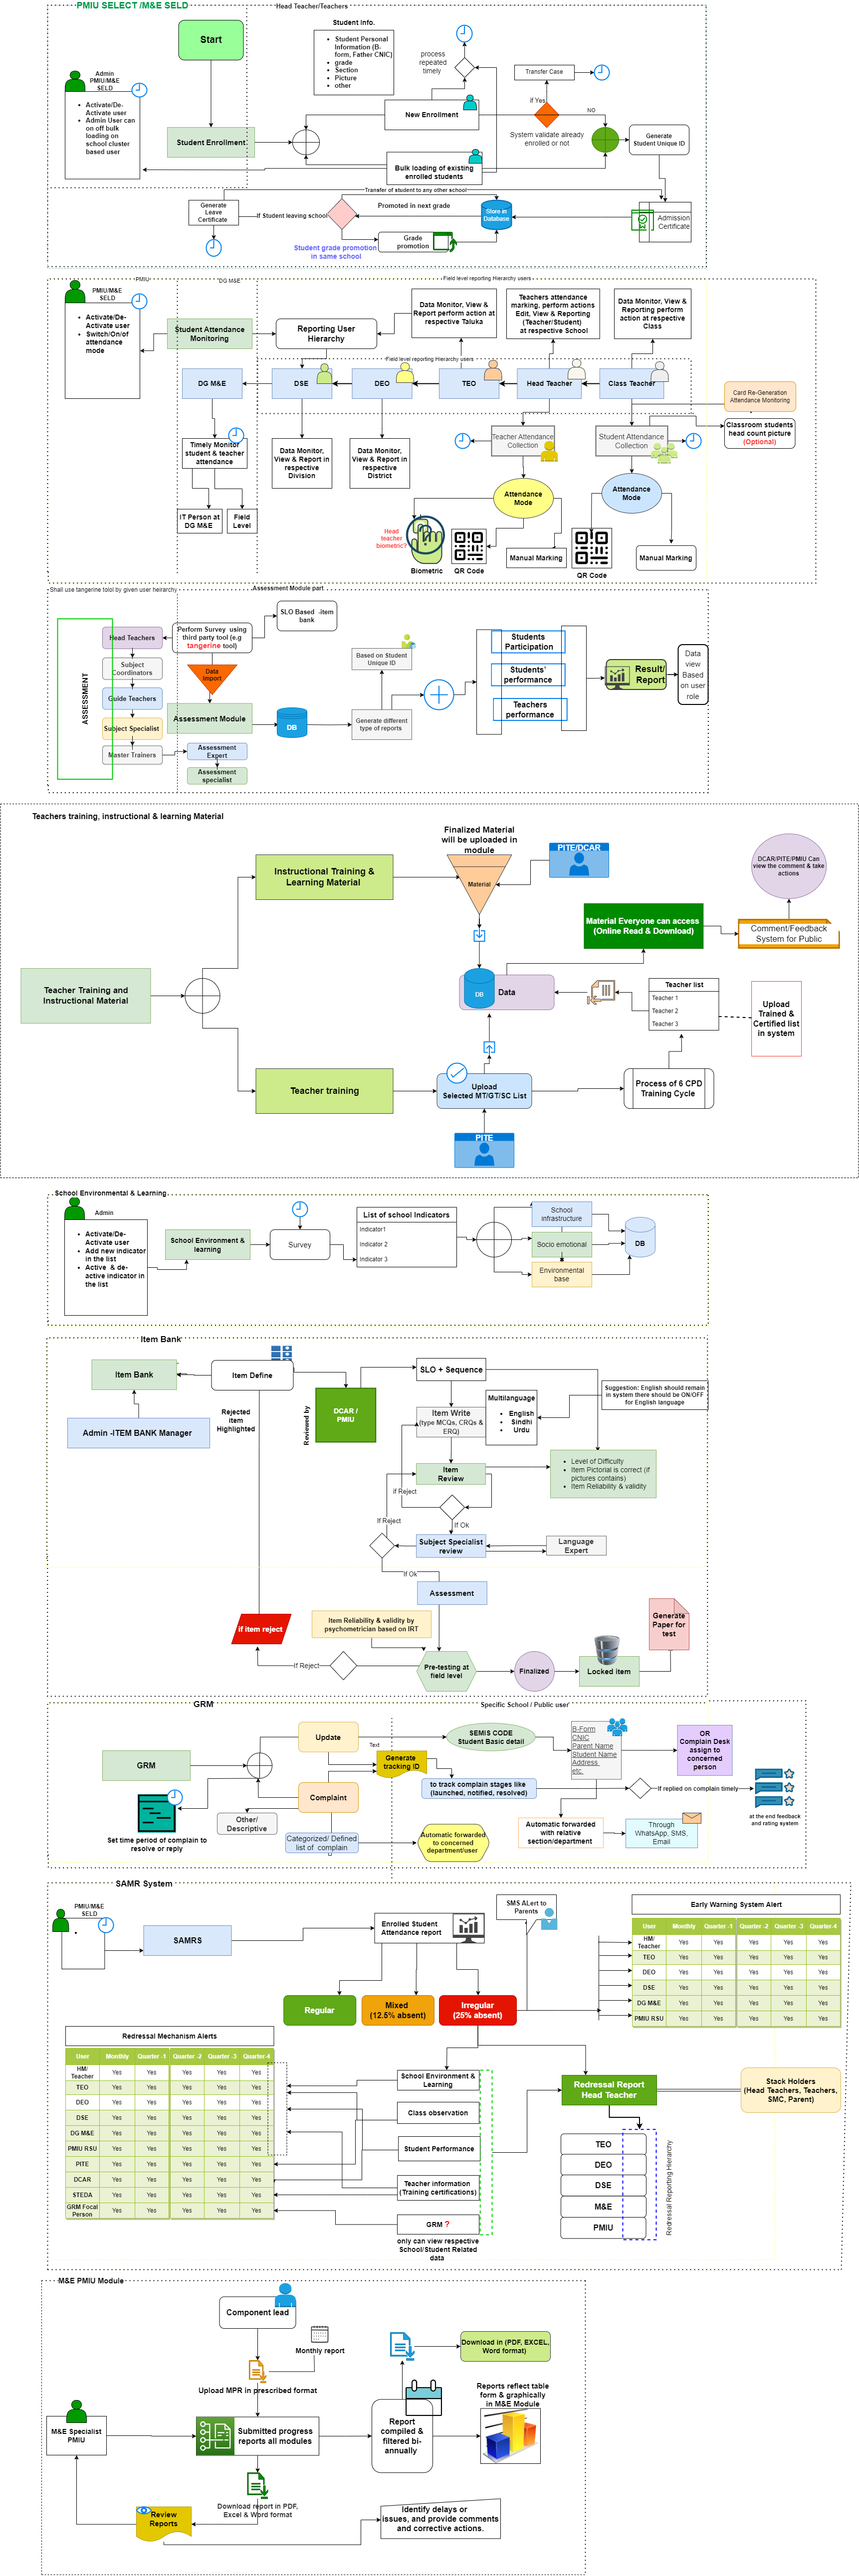 PMIU SELECT /M&E SELD
Head Teacher/Teachers
Start
Student Info.
Student Personal
Information (B-
form, Father CNIC)
grade
Section
Picture
other
process
repeated
timely
Transfer Case
Admin
PMIU/M&E
SELD
Activate/De-
Activate user
Admin User can
on off bulk
loading on
school cluster
based user
Student Enrollment
New Enrollment
if Yes
NO
System validate already
enrolled or not
Generate
Student Unique ID
Bulk loading of existing
enrolled students
Transfer of student to any other school
Generate
Leave
Certificate
If Student leaving school
Promoted in next grade
Store in
Database
Admission
Certificate
Grade
promotion
Student grade promotion
in same school
PMIU
DG M&E
Field level reporting Hierarchy users
PMIU/M&E
SELD
Activate/De-
Activate user
Switch/On/of
attendance
mode
Student Attendance
Monitoring
Reporting User
Hierarchy
Data Monitor, View &
Report perform action at
respective Taluka
Teachers attendance
marking, perform actions
Edit, View & Reporting
(Teacher/Student)
at respective School
Data Monitor, View &
Reporting perform
action at respective
Class
Field level reporting Hierarchy users
DG M&E
DSE
DEO
TEO
Head Teacher
Class Teacher
Card Re-Generation
Attendance Monitoring
Classroom students
head count picture
(Optional)
Timely Monitor
student & teacher
attendance
Data Monitor,
View & Report in
respective
Division
Data Monitor,
View & Report in
respective
District
Teacher Attendance
Collection
Student Attendance
Collection
Attendance
Mode
Attendance
Mode
IT Person at
DG M&E
Field
Level
Head
teacher
biometric?
Biometric
QR Code
Manual Marking
QR Code
Manual Marking
Shall use tangerine tolol by given user heirarchy
Assessment Module part
ASSESSMENT
Head Teachers
Subject
Coordinators
Guide Teachers
Subject Specialist
Master Trainers
Perform Survey using
third party tool (e.g
tangerine tool)
SLO Based -item
bank
Data
Import
Assessment Module
Assessment
Expert
Assessment
specialist
DB
Based on Student
Unique ID
Generate different
type of reports
Students
Participation
Students'
performance
Teachers
performance
Result/
Report
Data
view
Based
on user
role
Teachers training, instructional & learning Material
Finalized Material
will be uploaded in
module
Instructional Training &
Learning Material
Material
PITE/DCAR
DCAR/PITE/PMIU Can
view the comment & take
actions
Material Everyone can access
(Online Read & Download)
Comment/Feedback
System for Public
Teacher Training and
Instructional Material
DB
Data
Teacher list
Teacher 1
Teacher 2
Teacher 3
Upload
Trained &
Certified list
in system
Teacher training
Upload
Selected MT/GT/SC List
Process of 6 CPD
Training Cycle
PITE
School Environmental & Learning
Admin
Activate/De-
Activate user
Add new indicator
in the list
Active & de-
active indicator in
the list
School Environment &
learning
Survey
List of school Indicators
Indicator1
Indicator 2
Indicator 3
School
infrastructure
Socio emotional
Environmental
base
DB
Item Bank
Item Bank
Item Define
Admin -ITEM BANK Manager
Rejected
item
Highlighted
Reviewed by
DCAR /
PMIU
SLO + Sequence
Item Write
(type MCQs, CRQs &
ERQ)
Multilanguage
English
Sindhi
Urdu
Suggestion: English should remain
in system there should be ON/OFF
for English language
Item
Review
Level of Difficulty
Item Pictorial is correct (if
pictures contains)
Item Reliability & validity
if Reject
If Reject
If Ok
Subject Specialist
review
Language
Expert
If Ok
Assessment
if item reject
Item Reliability & validity by
psychometrician based on IRT
Generate
Paper for
test
If Reject
Pre-testing at
field level
Finalized
Locked item
GRM
Specific School / Public user
GRM
Update
Text
Generate
tracking ID
SEMIS CODE
Student Basic detail
B-Form
CNIC
Parent Name
Student Name
Address
etc.
OR
Complain Desk
assign to
concerned
person
Complaint
to track complain stages like
(launched, notified, resolved)
If replied on complain timely
at the end feedback
and rating system
Set time period of complain to
resolve or reply
Other/
Descriptive
Categorized/ Defined
list of complain
Automatic forwarded
to concerned
department/user
Automatic forwarded
with relative
section/department
Through
WhatsApp, SMS,
Email
SAMR System
PMIU/M&E
SELD
SAMRS
Enrolled Student
Attendance report
SMS ALert to
Parents
Early Warning System Alert
User Monthly Quarter -1 Quarter -2 Quarter -3 Quarter-4
HM/
Teacher Yes Yes Yes Yes Yes
TEO Yes Yes Yes Yes Yes
DEO Yes Yes Yes Yes Yes
DSE Yes Yes Yes Yes Yes
DG M&E Yes Yes Yes Yes Yes
PMIU RSU Yes Yes Yes Yes Yes
Regular
Mixed
(12.5% absent)
Irregular
(25% absent)
Redressal Mechanism Alerts
User Monthly Quarter -1 Quarter -2 Quarter -3 Quarter-4
HM/
Teacher Yes Yes Yes Yes Yes
TEO Yes Yes Yes Yes Yes
DEO Yes Yes Yes Yes Yes
DSE Yes Yes Yes Yes Yes
DG M&E Yes Yes Yes Yes Yes
PMIU RSU Yes Yes Yes Yes Yes
PITE Yes Yes Yes Yes Yes
DCAR Yes Yes Yes Yes Yes
STEDA Yes Yes Yes Yes Yes
GRM Focal
Person Yes Yes Yes Yes Yes
School Environment &
Learning
Class observation
Student Performance
Teacher information
(Training certifications)
GRM ?
only can view respective
School/Student Related
data
Redressal Report
Head Teacher
Stack Holders
(Head Teachers, Teachers,
SMC, Parent)
TEO
DEO
DSE
M&E
PMIU
Redressal Reporting Hierarchy
M&E PMIU Module
Component lead
Monthly report
Upload MPR in prescribed format
Download in (PDF, EXCEL,
Word format)
M&E Specialist
PMIU
Submitted progress
reports all modules
Report
compiled &
filtered bi-
annually
Reports reflect table
form & graphically
in M&E Module
Download report in PDF,
Excel & Word format
Review
Reports
Identify delays or
issues, and provide comments
and corrective actions.